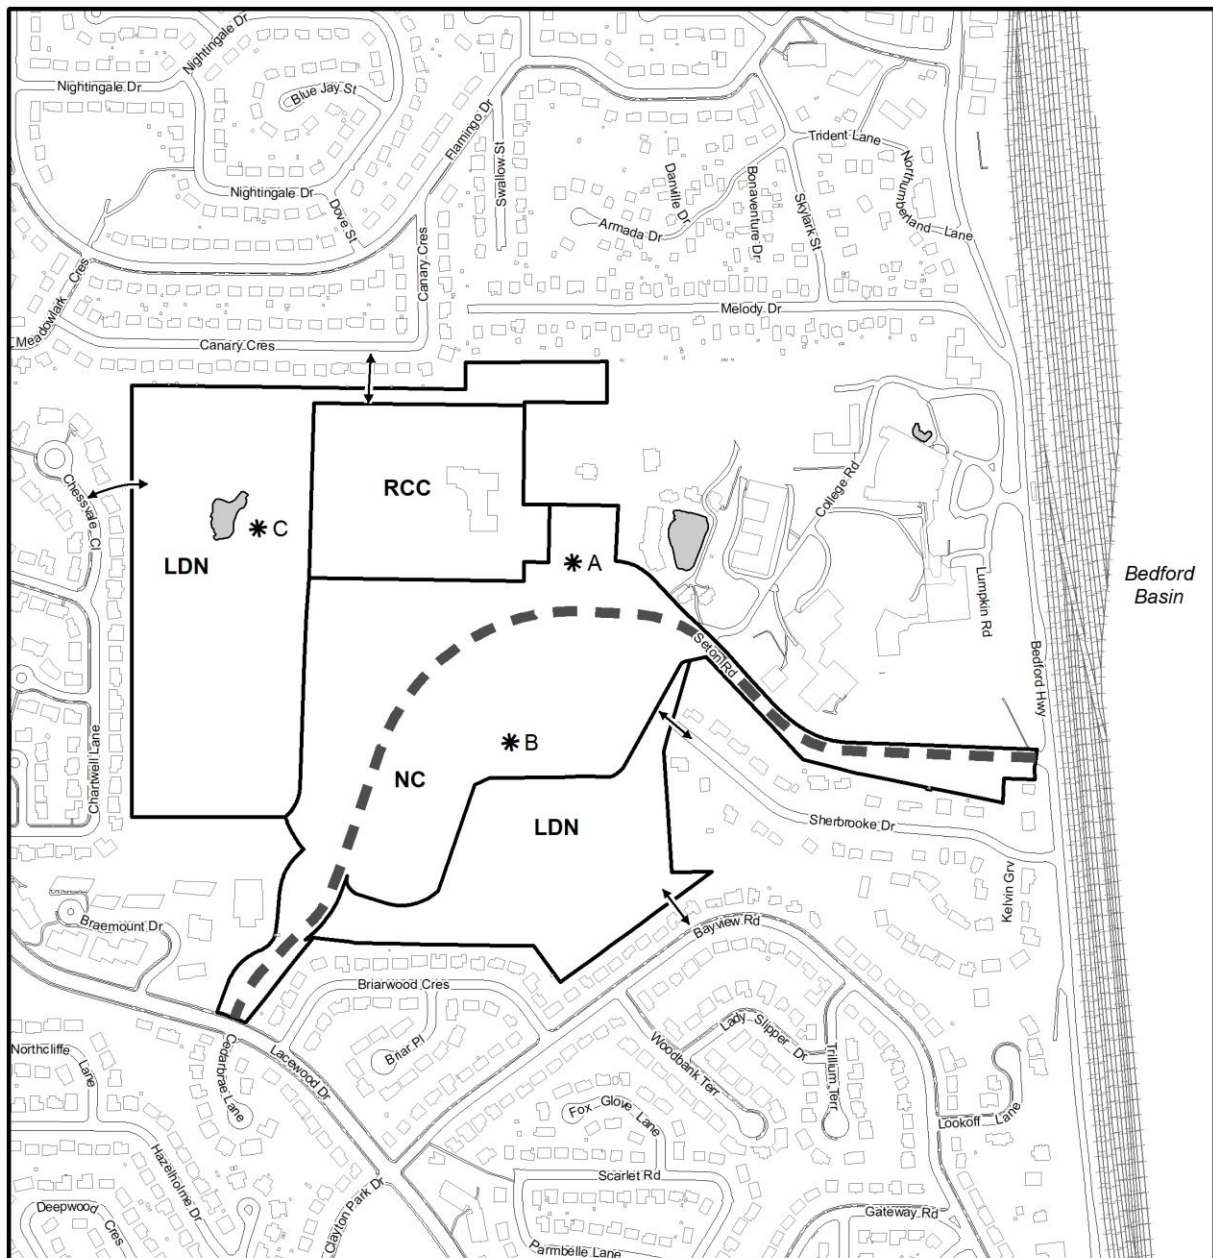 Nightingale Dr
Nightingale Dr
Blue Jay St
Flamingo Dr
Swallow St
Trident Lane
Northumberland Lane
Danville Dr
Bonaventure Dr
Skylark St
Nightingale Dr
Dove St
Armada Dr
Canary Cres
Meadowlark Cres
Melody Dr
Canary Cres
Chessvale Cl
RCC
C
LDN
A
College Rd
Lumpkin Rd
Bedford
Basin
Seton Rd
Bedford Hwy
B
NC
Chartwell Lane
LDN
Sherbrooke Dr
Kelvin Grv
Braemount Dr
Bayview Rd
Briarwood Cres
Northcliffe
Lane
Cedarbrae Lane
Lacewood Dr
Briar Pl
Woodbank Terr
Lady Slipper Dr
Trillium Terr
Fox Glove Lane
Lookoff Lane
Hazelholme Dr
Scarlet Rd
Deepwood Cres
Clayton Park Dr
Gateway Rd
Parmbelle Lane